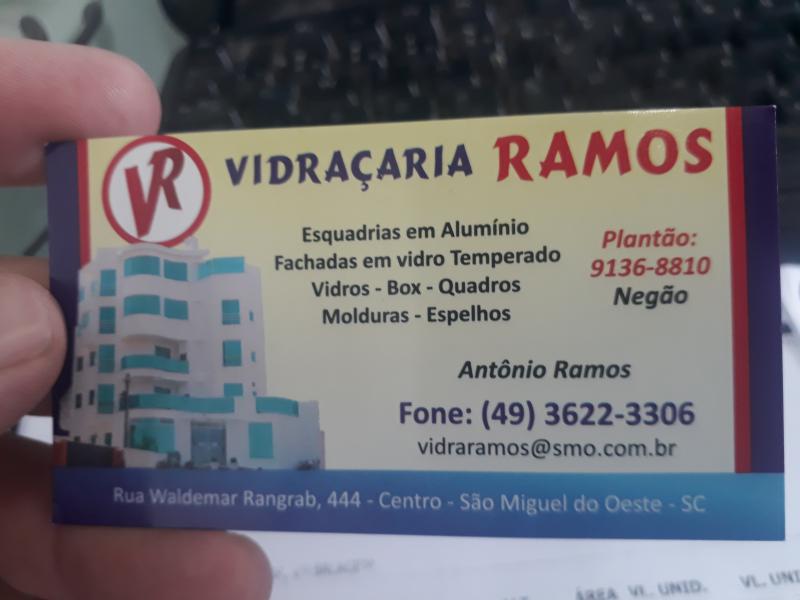 VR
VIDRAÇARIA RAMOS
Esquadrias em Alumínio
Fachadas em vidro Temperado
Vidros - Box - Quadros
Molduras - Espelhos
Plantão:
9136-8810
Negão
Antônio Ramos
Fone: (49) 3622-3306
vidraramos@smo.com.br
Rua Waldemar Rangrab, 444 - Centro - São Miguel do Oeste - SC
ÁREA VL. UNID. VL. UNI